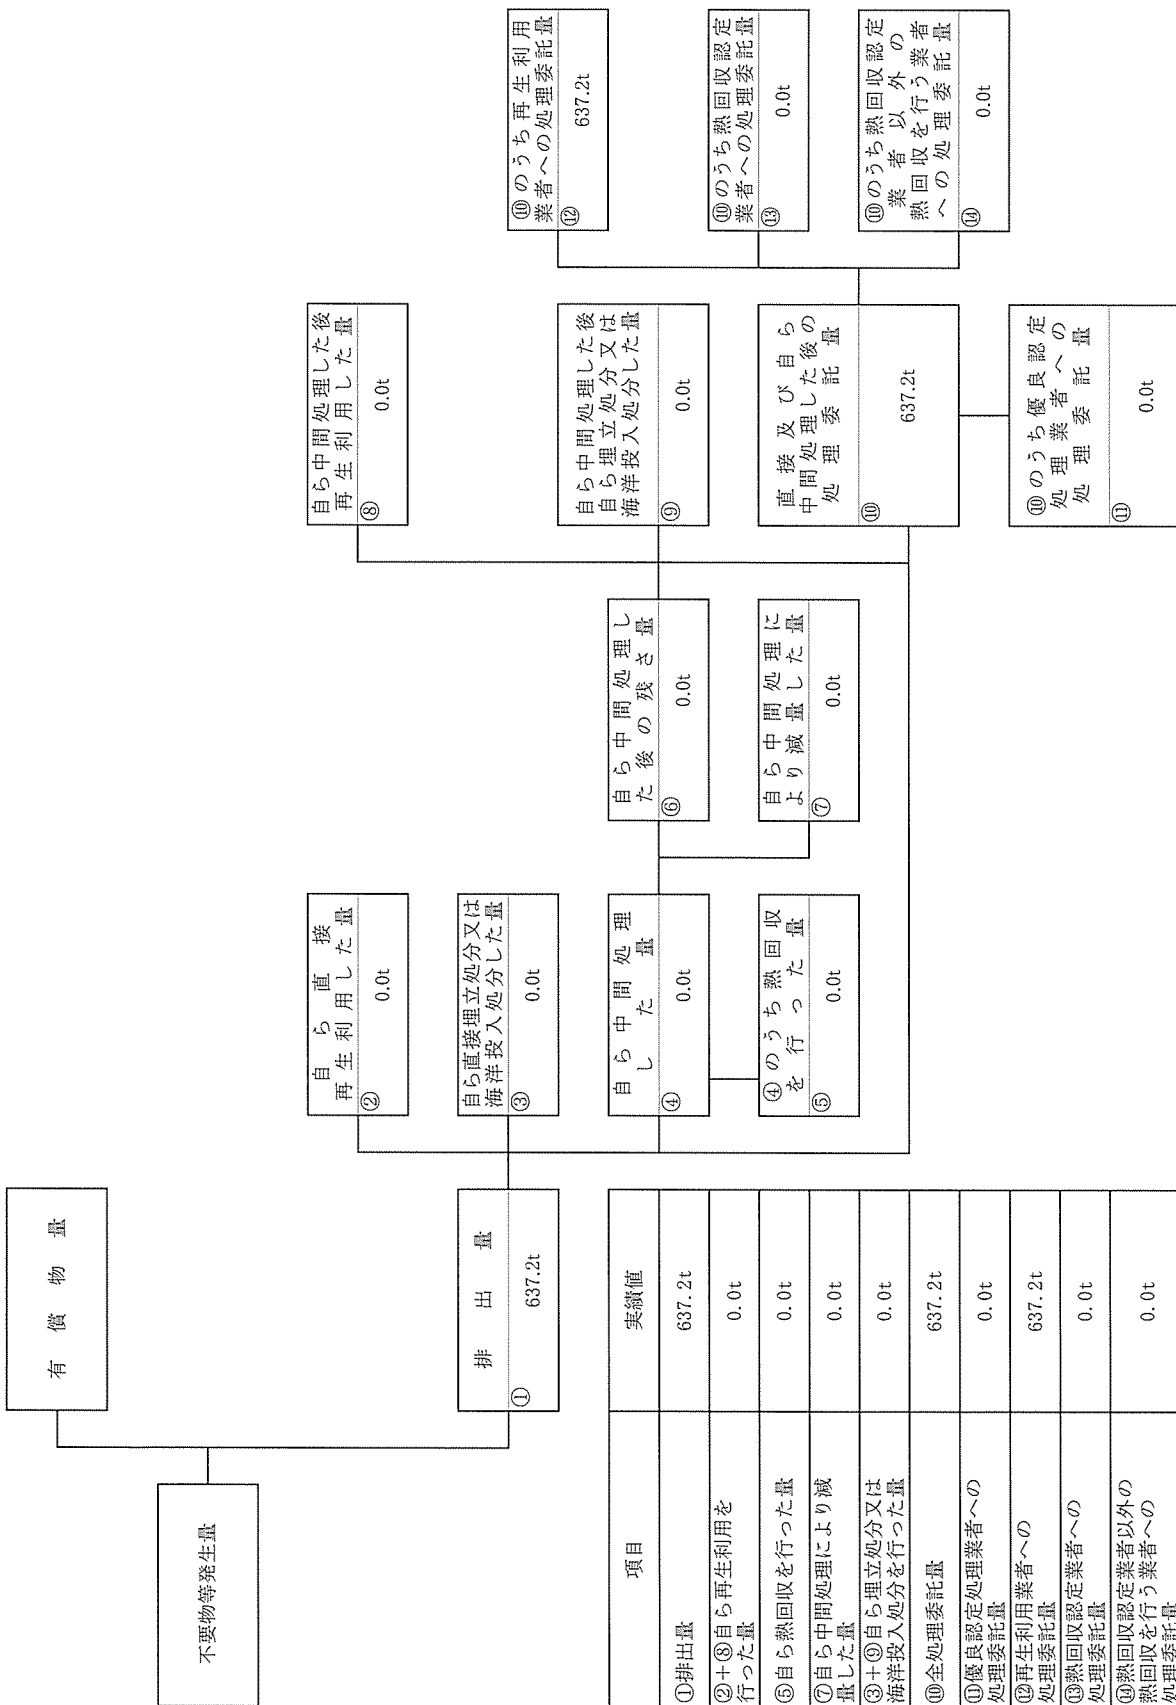 不要物等発生量
有償物量
排出量
①
637.2t
自ら直接
再生利用した量
②
0.0t
自ら直接埋立処分又は
海洋投入処分した量
③
0.0t
自ら中間処理
した量
④
0.0t
④のうち熱回収
を行った量
⑤
0.0t
自ら中間処理し
た後の残さ量
⑥
0.0t
自ら中間処理に
より減量した量
⑦
0.0t
自ら中間処理した後
再生利用した量
⑧
0.0t
自ら中間処理した後
自ら埋立処分又は
海洋投入処分した量
⑨
0.0t
直接及び自ら
中間処理した後の
処理委託量
⑩
637.2t
⑩のうち優良認定
処理業者への
処理委託量
⑪
0.0t
⑩のうち再生利用
業者への処理委託量
⑫
637.2t
⑩のうち熱回収認定
業者への処理委託量
⑬
0.0t
⑩のうち熱回収認定
業者以外の
熱回収を行う業者
への処理委託量
⑭
0.0t
項目
実績値
①排出量
637.2t
②+⑧自ら再生利用を
行った量
0.0t
⑤自ら熱回収を行った量
0.0t
⑦自ら中間処理により減
量した量
0.0t
③+⑨自ら埋立処分又は
海洋投入処分を行った量
0.0t
⑩全処理委託量
637.2t
⑪優良認定処理業者への
処理委託量
0.0t
⑫再生利用業者への
処理委託量
637.2t
⑬熱回収認定業者への
処理委託量
0.0t
⑭熱回収認定業者以外の
熱回収を行う業者への
処理委託量
0.0t